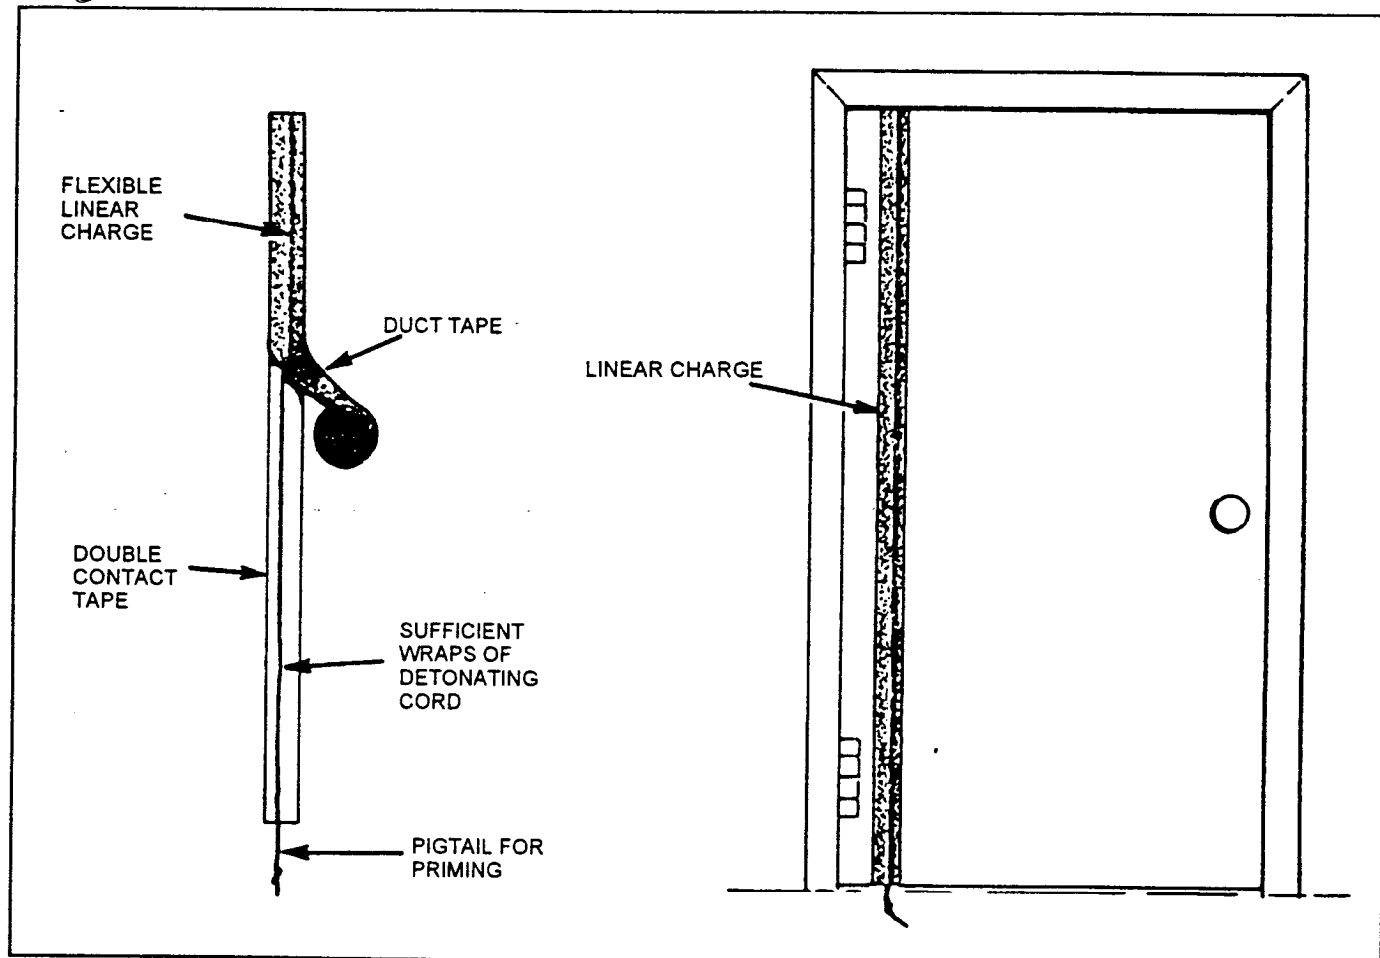 FLEXIBLE
LINEAR
CHARGE
DUCT TAPE
DOUBLE
CONTACT
TAPE
SUFFICIENT
WRAPS OF
DETONATING
CORD
PIGTAIL FOR
PRIMING
LINEAR CHARGE